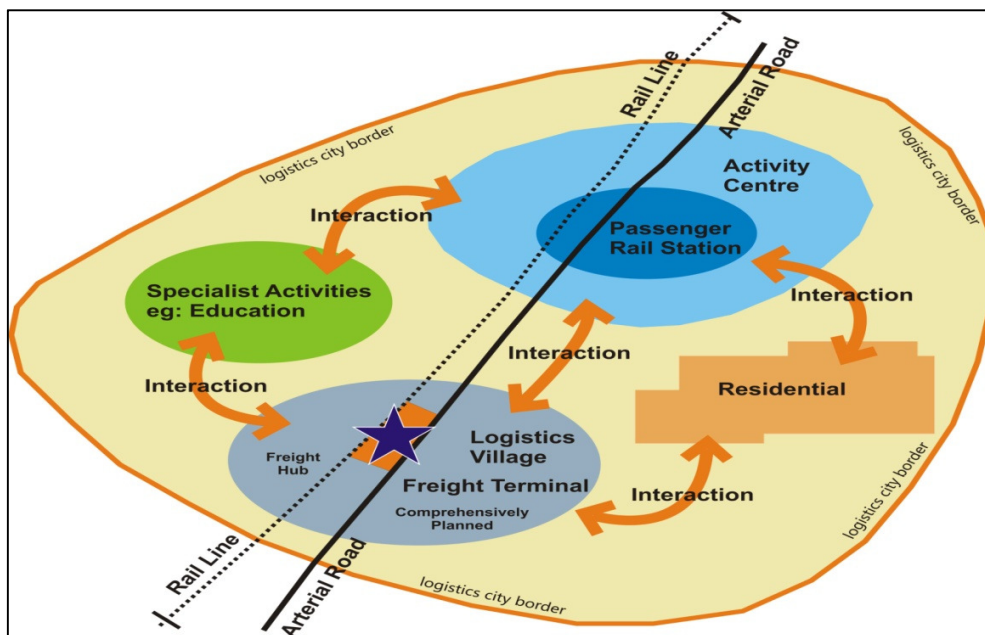 Rail Line
Arterial Road
logistics city border
logistics city border
Activity
Centre
Interaction
Passenger
Rail Station
Specialist Activities
eg: Education
Interaction
Interaction
Interaction
Residential
Logistics
Village
Freight
Hub
Freight Terminal
Interaction
Comprehensively
Planned
logistics city border
Rail Line
Arterial Road
logistics city border